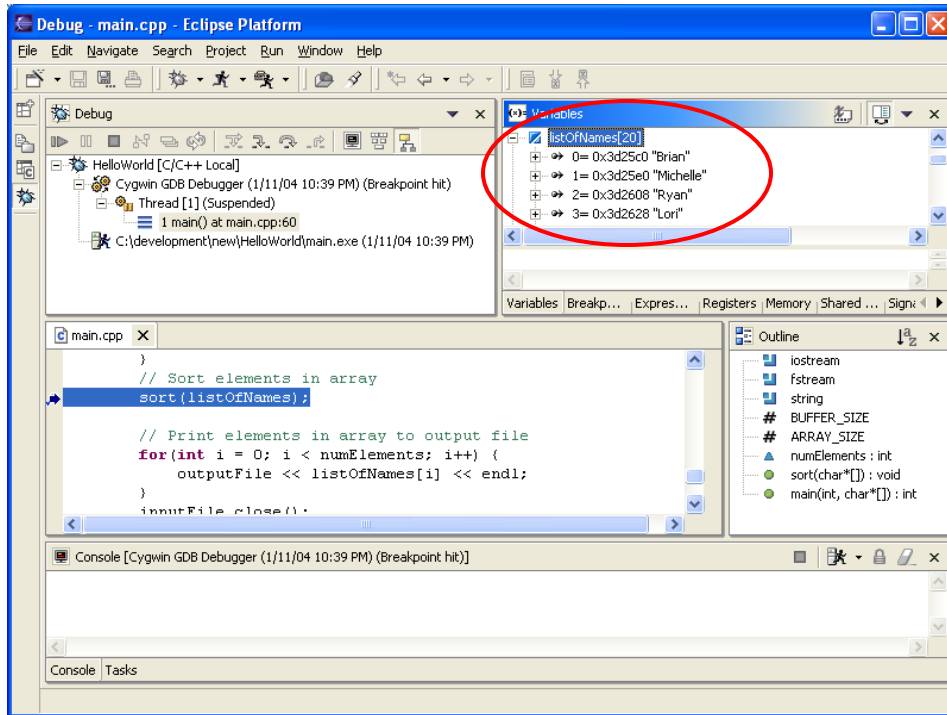 Debug - main.cpp - Eclipse Platform
File Edit Navigate Search Project Run Window Help
Debug
HelloWorld [C/C++ Local]
Cygwin GDB Debugger (1/11/04 10:39 PM) (Breakpoint hit)
Thread [1] (Suspended)
1 main() at main.cpp:60
C:\development\new\HelloWorld\main.exe (1/11/04 10:39 PM)
(x)= Variables
listOfNames[20]
0= 0x3d25c0 "Brian"
1= 0x3d25e0 "Michelle"
2= 0x3d2608 "Ryan"
3= 0x3d2628 "Lori"
Variables Breakp... Expres... Registers Memory Shared ... Signa
main.cpp
}
// Sort elements in array
sort(listOfNames);
// Print elements in array to output file
for(int i = 0; i < numElements; i++) {
outputFile << listOfNames[i] << endl;
}
inputFile.close();
Outline
iostream
fstream
string
# BUFFER_SIZE
# ARRAY_SIZE
numElements : int
sort(char*[]) : void
main(int, char*[]) : int
Console [Cygwin GDB Debugger (1/11/04 10:39 PM) (Breakpoint hit)]
Console Tasks